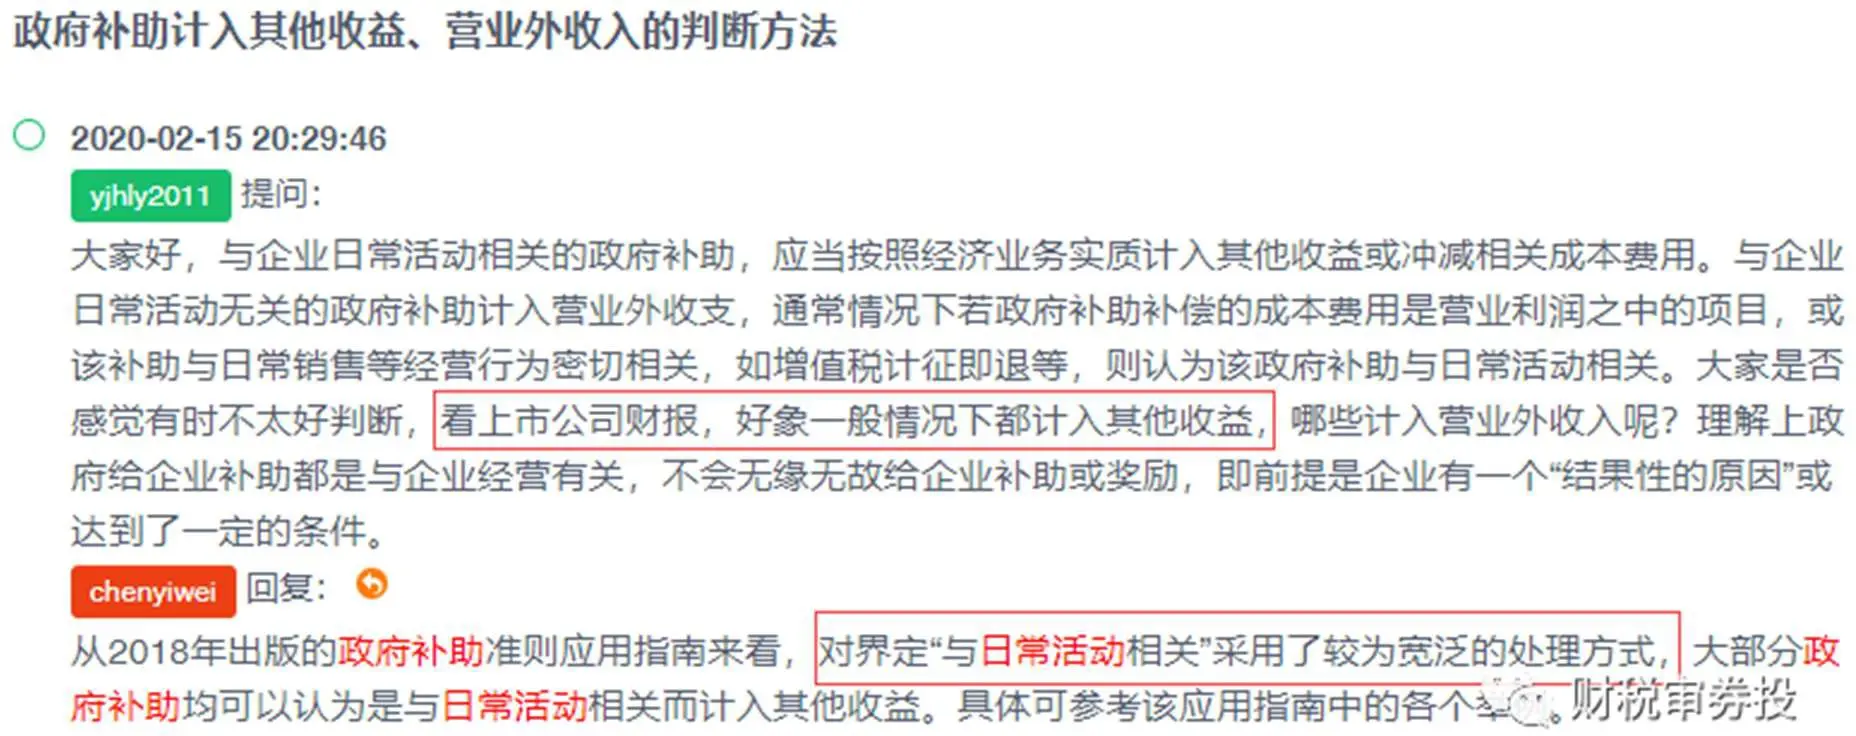 政府补助计入其他收益、营业外收入的判断方法
2020-02-15 20:29:46
yjhly2011 提问：
大家好，与企业日常活动相关的政府补助，应当按照经济业务实质计入其他收益或冲减相关成本费用。与企业
日常活动无关的政府补助计入营业外收支，通常情况下若政府补助补偿的成本费用是营业利润之中的项目，或
该补助与日常销售等经营行为密切相关，如增值税计征即退等，则认为该政府补助与日常活动相关。大家是否
感觉有时不太好判断，看上市公司财报，好象一般情况下都计入其他收益，哪些计入营业外收入呢？理解上政
府给企业补助都是与企业经营有关，不会无缘无故给企业补助或奖励，即前提是企业有一个“结果性的原因”或
达到了一定的条件。
chenyiwei 回复：
从2018年出版的政府补助准则应用指南来看，对界定“与日常活动相关”采用了较为宽泛的处理方式，大部分政
府补助均可以认为是与日常活动相关而计入其他收益。具体可参考该应用指南中的各个。
财税审券投